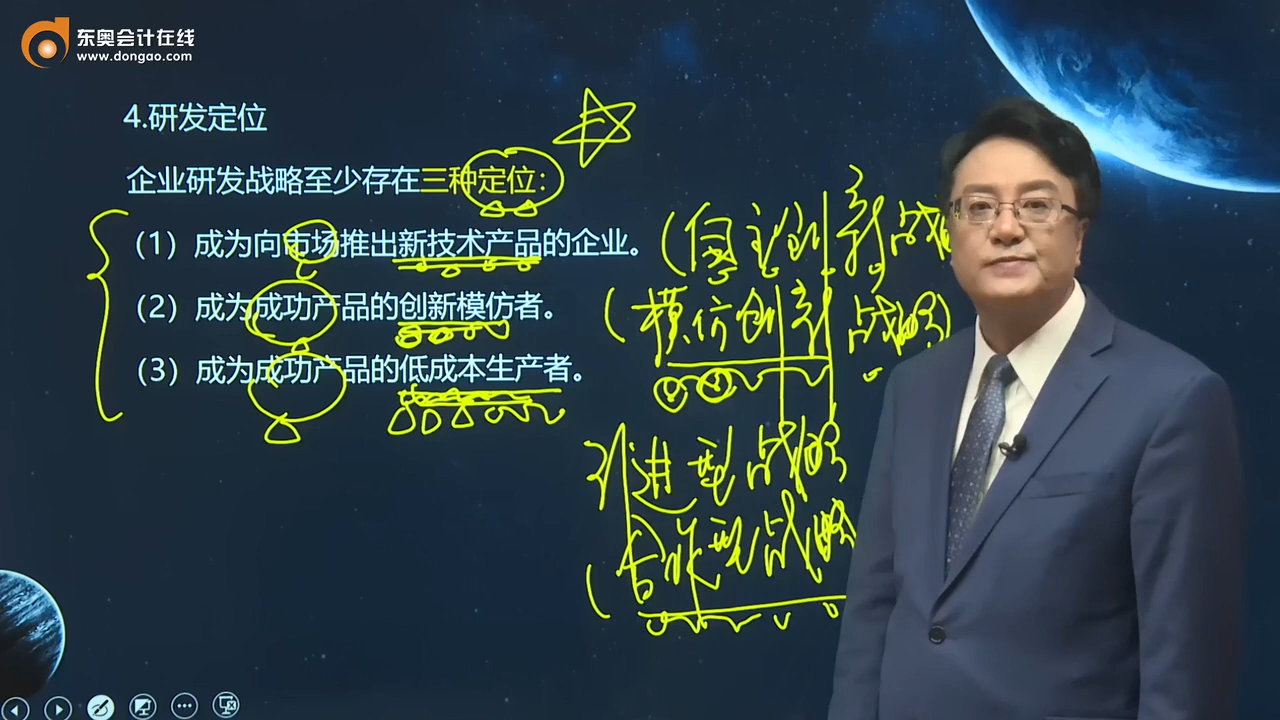 东奥会计在线
www.dongao.com
4.研发定位
企业研发战略至少存在三种定位：
（1）成为向市场推出新技术产品的企业。
（自主创新战略
（2）成为成功产品的创新模仿者。
（模仿创新战略）
（3）成为成功产品的低成本生产者。
引进型战略
（合作型战略